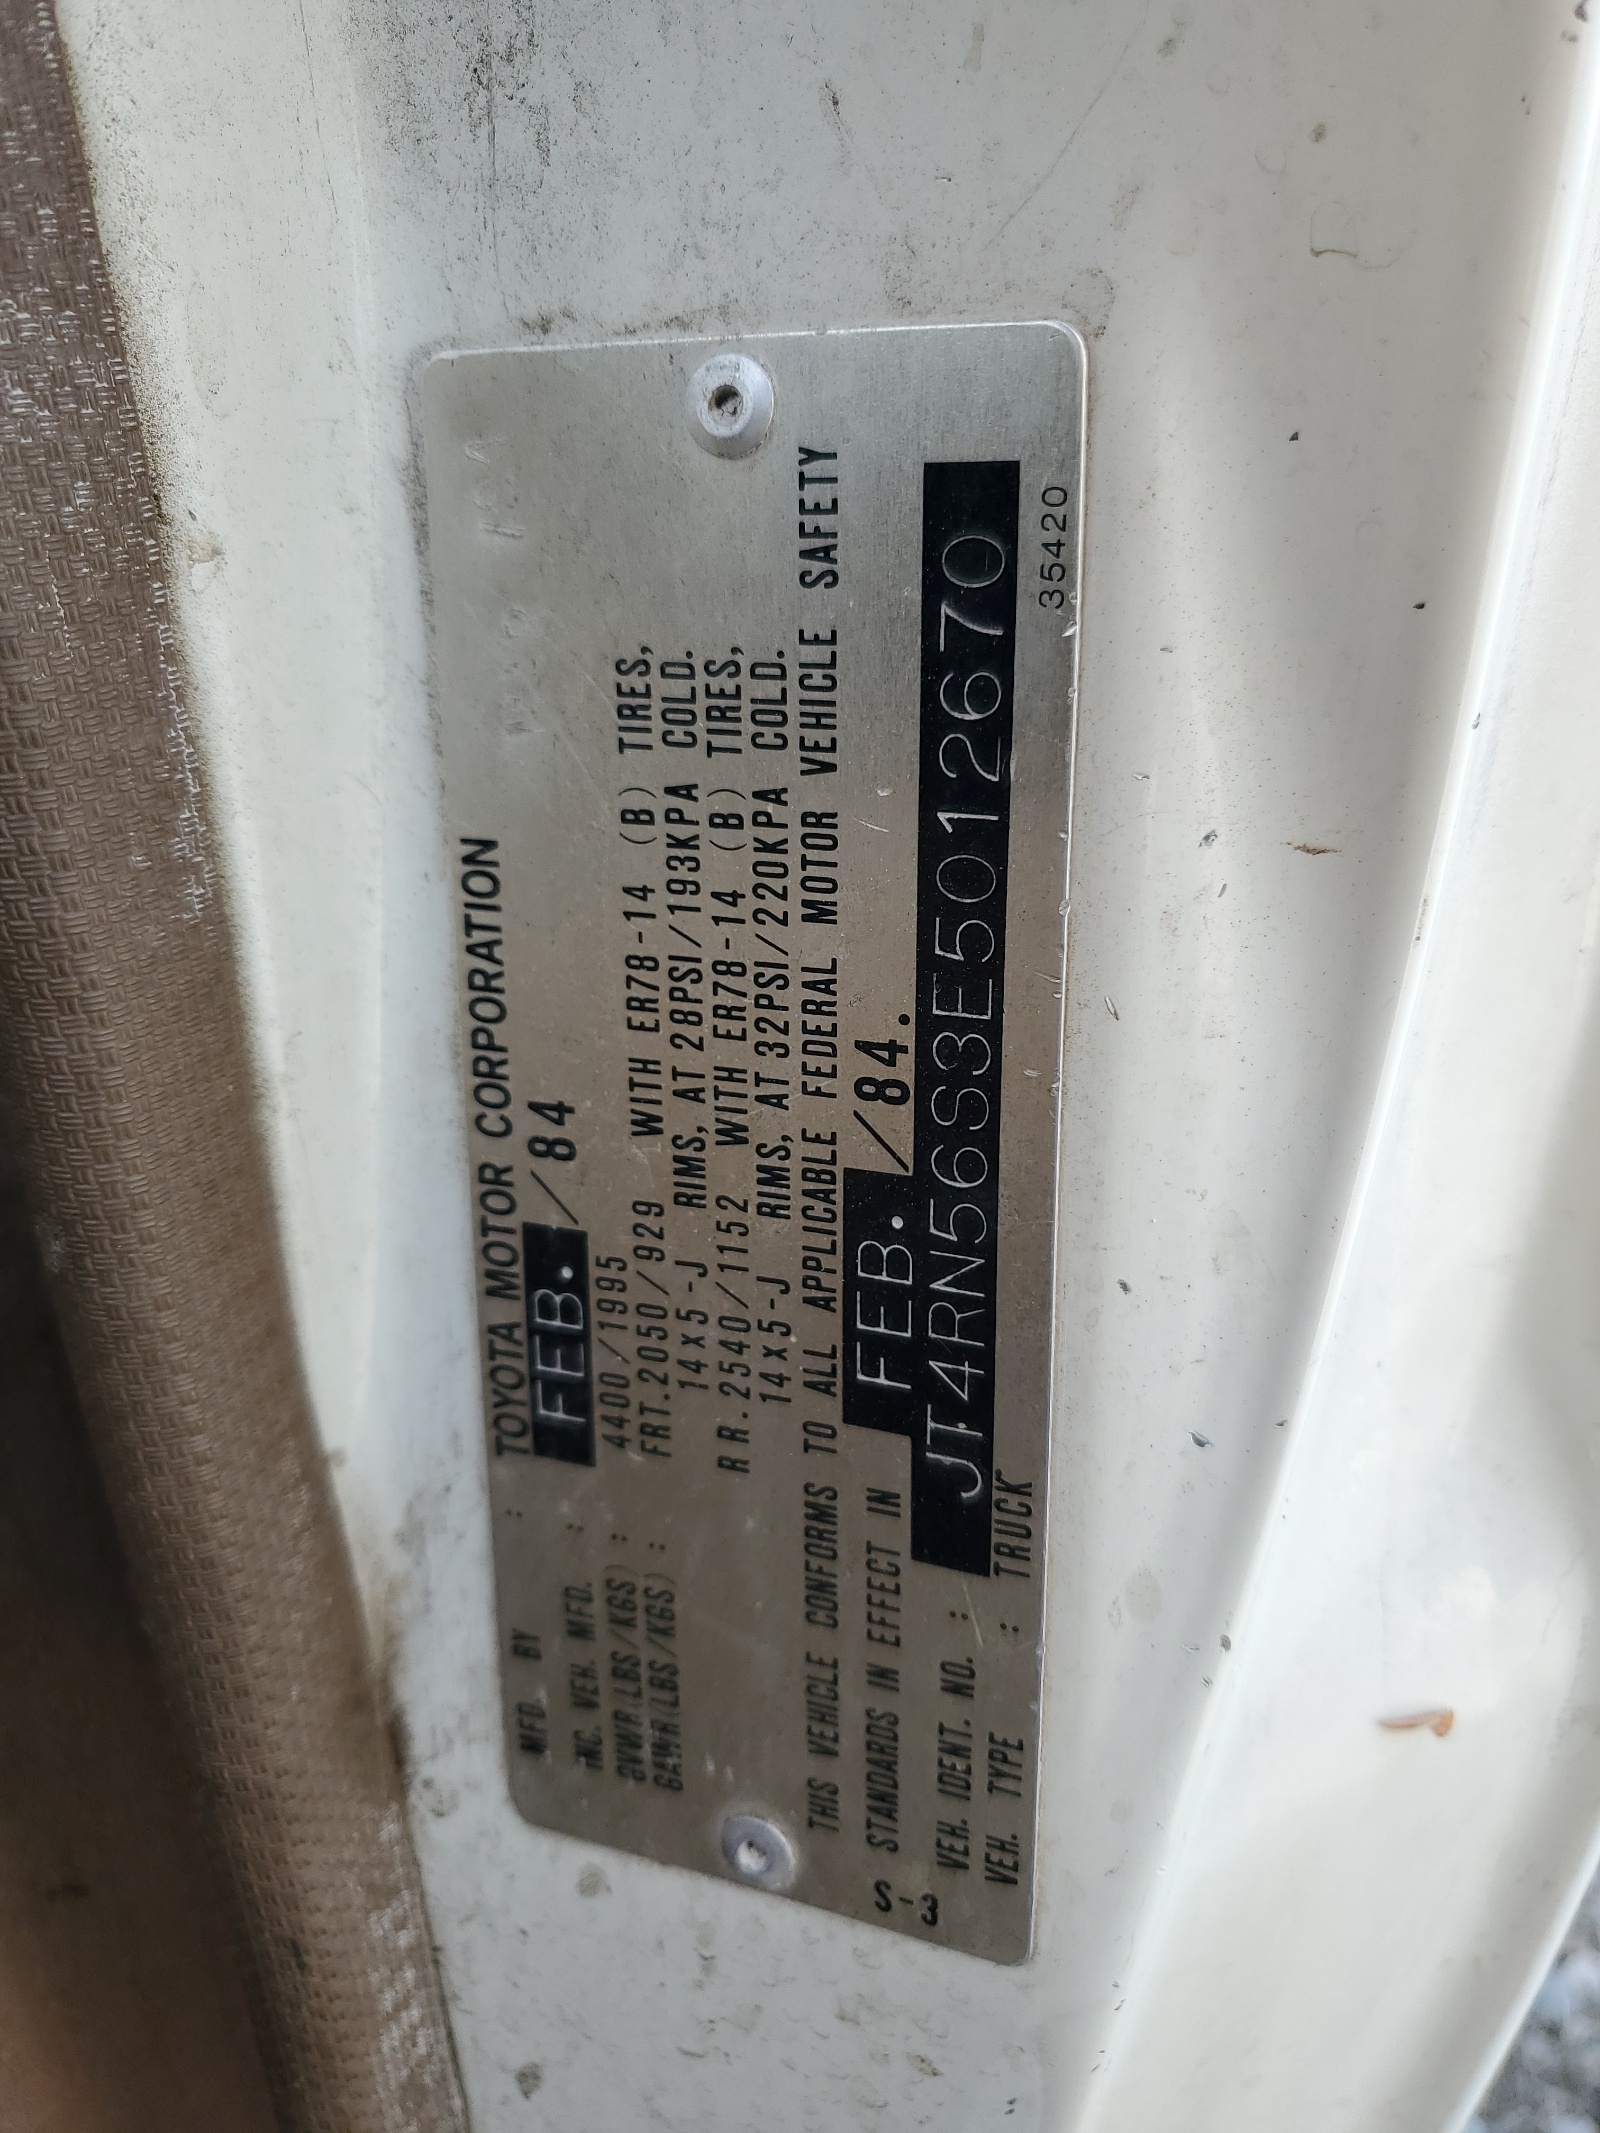 MFD. BY : TOYOTA MOTOR CORPORATION
INC. VEH. MFD. : FEB. /84
GVWR(LBS/KGS) : 4400/1995
GAWR(LBS/KGS) : FRT.2050/929 WITH ER78-14 (B) TIRES,
14x5-J RIMS, AT 28PSI/193KPA COLD.
RR.2540/1152 WITH ER78-14 (B) TIRES,
14x5-J RIMS, AT 32PSI/220KPA COLD.
THIS VEHICLE CONFORMS TO ALL APPLICABLE FEDERAL MOTOR VEHICLE SAFETY
STANDARDS IN EFFECT IN FEB. /84.
VEH. IDENT. NO. : JT4RN56S3E5012670
VEH. TYPE : TRUCK
35420
S-3